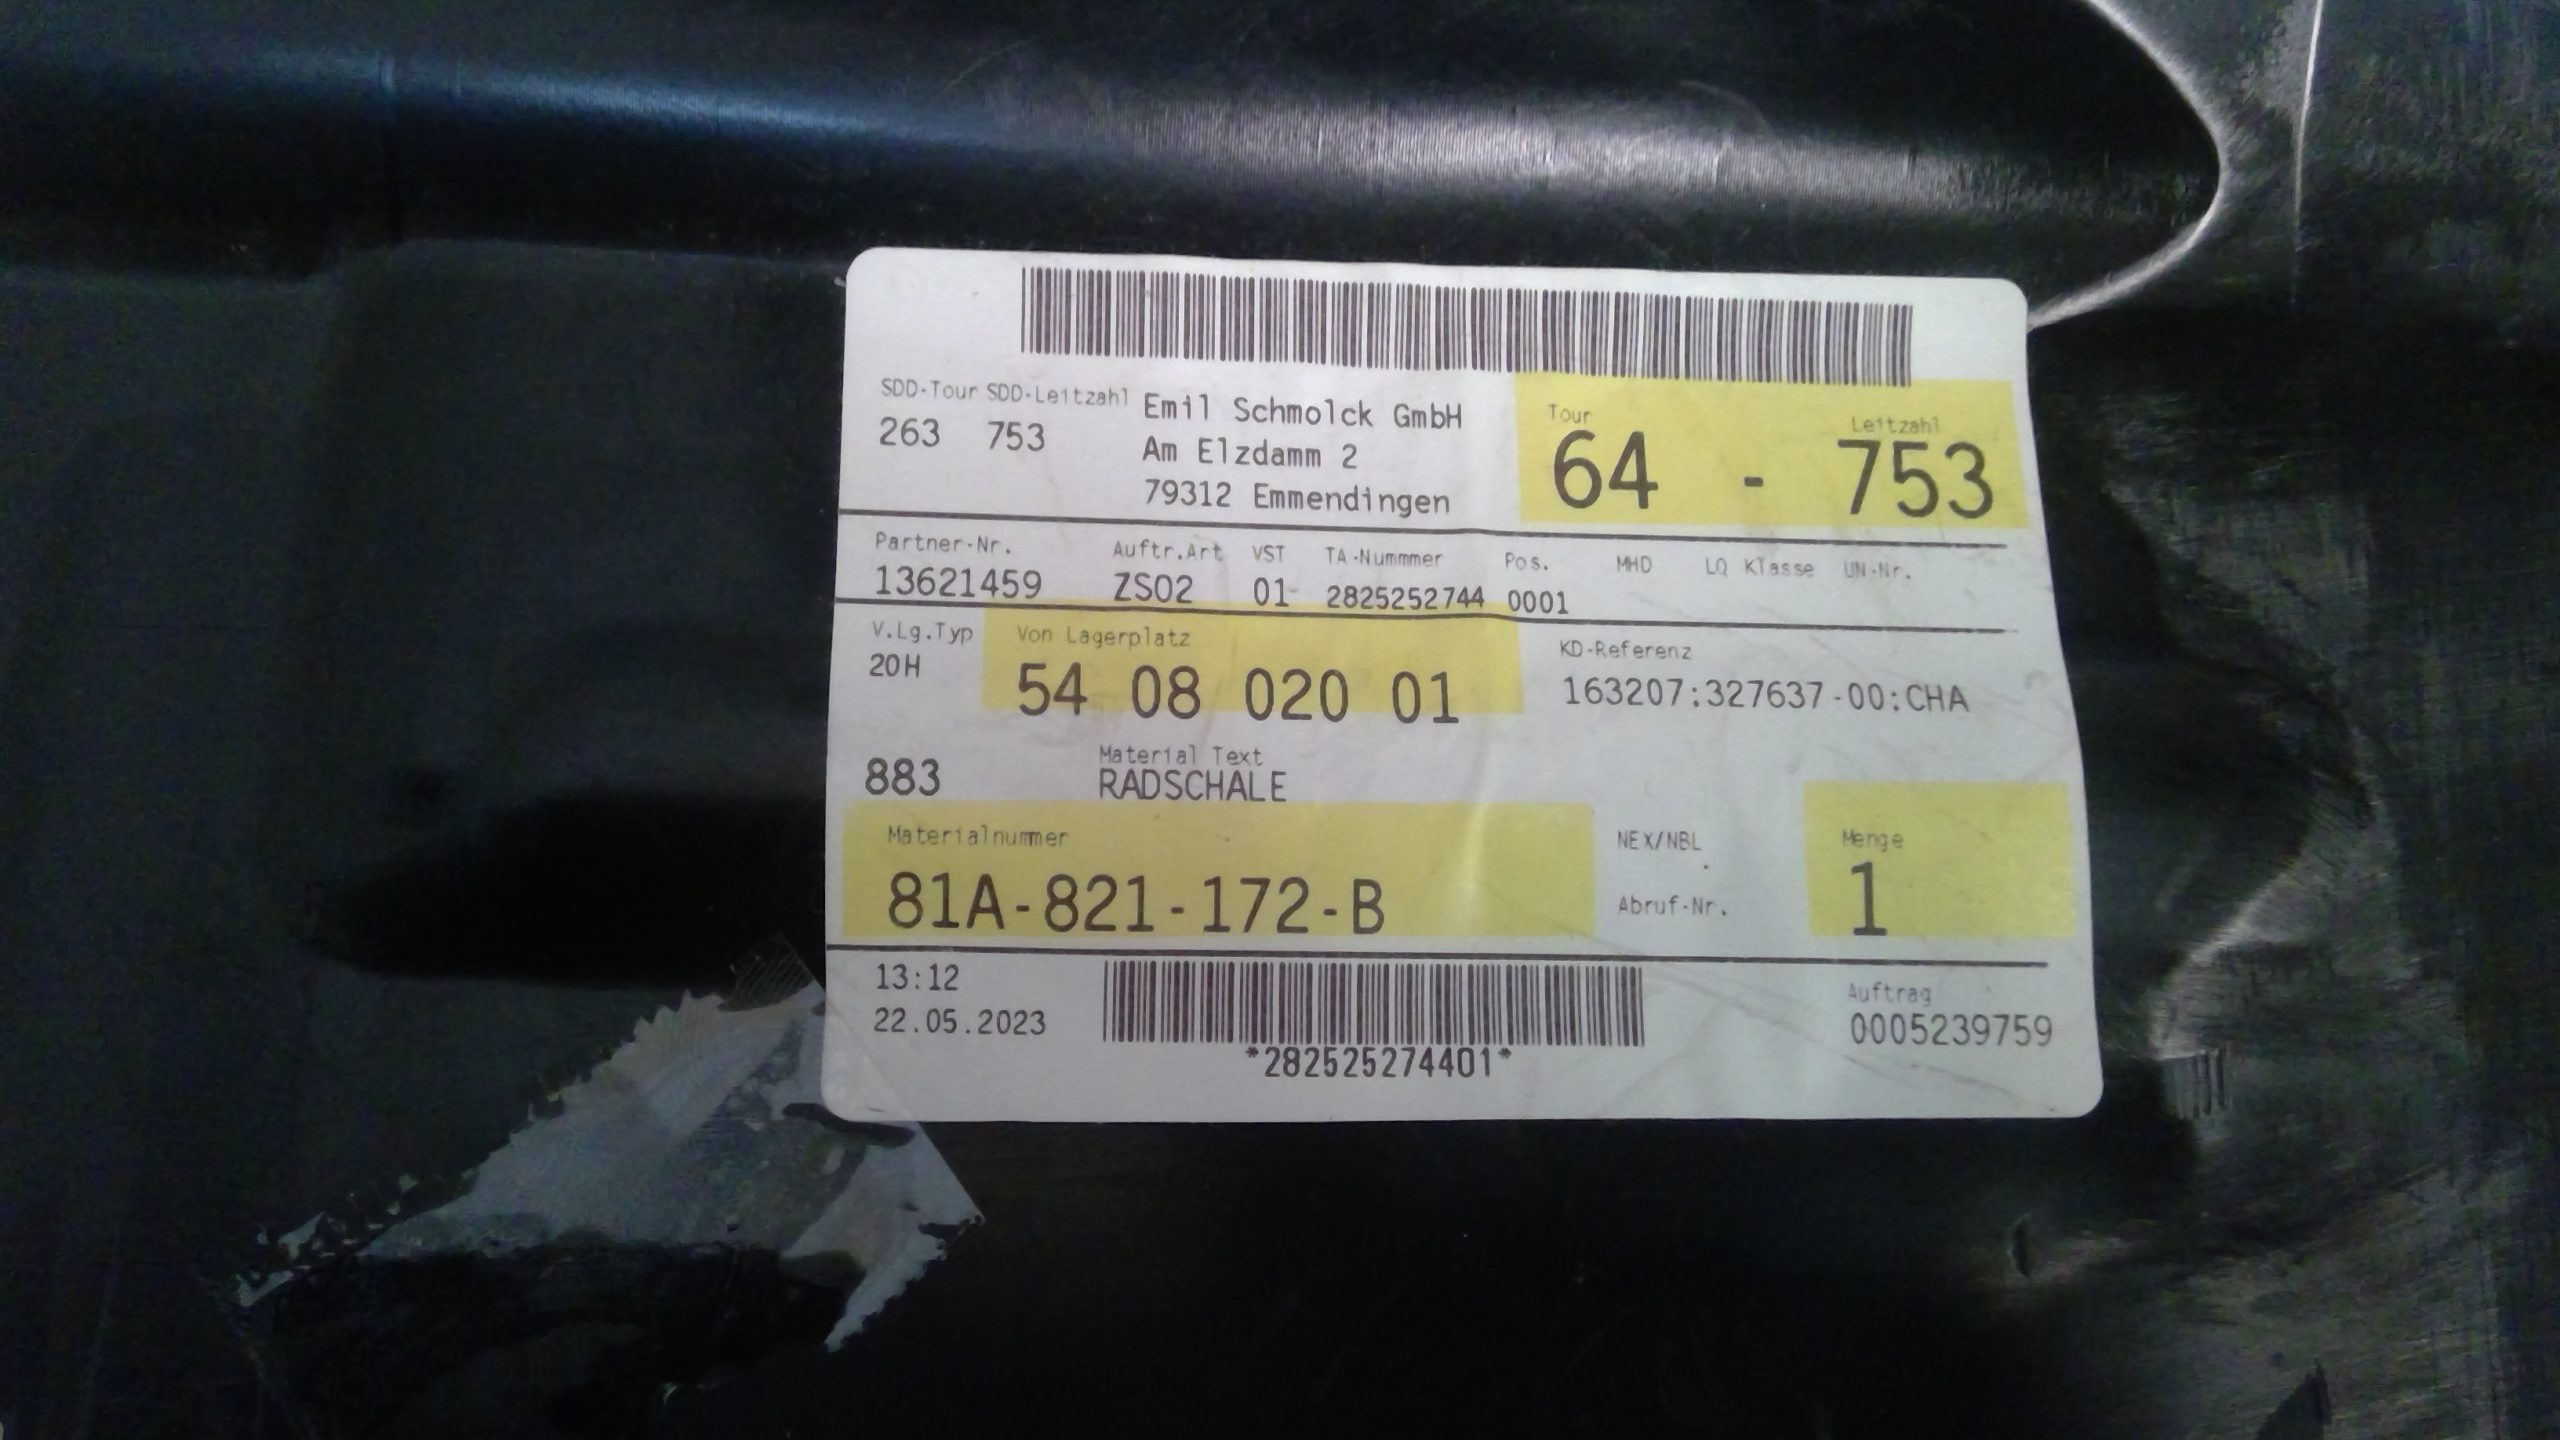 SDD-Tour SDD-Leitzahl
263 753
Emil Schmolck GmbH
Am Elzdamm 2
79312 Emmendingen
Tour Leitzahl
64 - 753
Partner-Nr. Auftr.Art VST TA-Nummmer Pos. MHD LQ Klasse UN-Nr.
13621459 ZS02 01 2825252744 0001
V.Lg.Typ Von Lagerplatz KD-Referenz
20H 54 08 020 01 163207:327637-00:CHA
Material Text
883 RADSCHALE
Materialnummer NEX/NBL Menge
81A-821-172-B Abruf-Nr. 1
13:12
22.05.2023
*282525274401*
Auftrag
0005239759